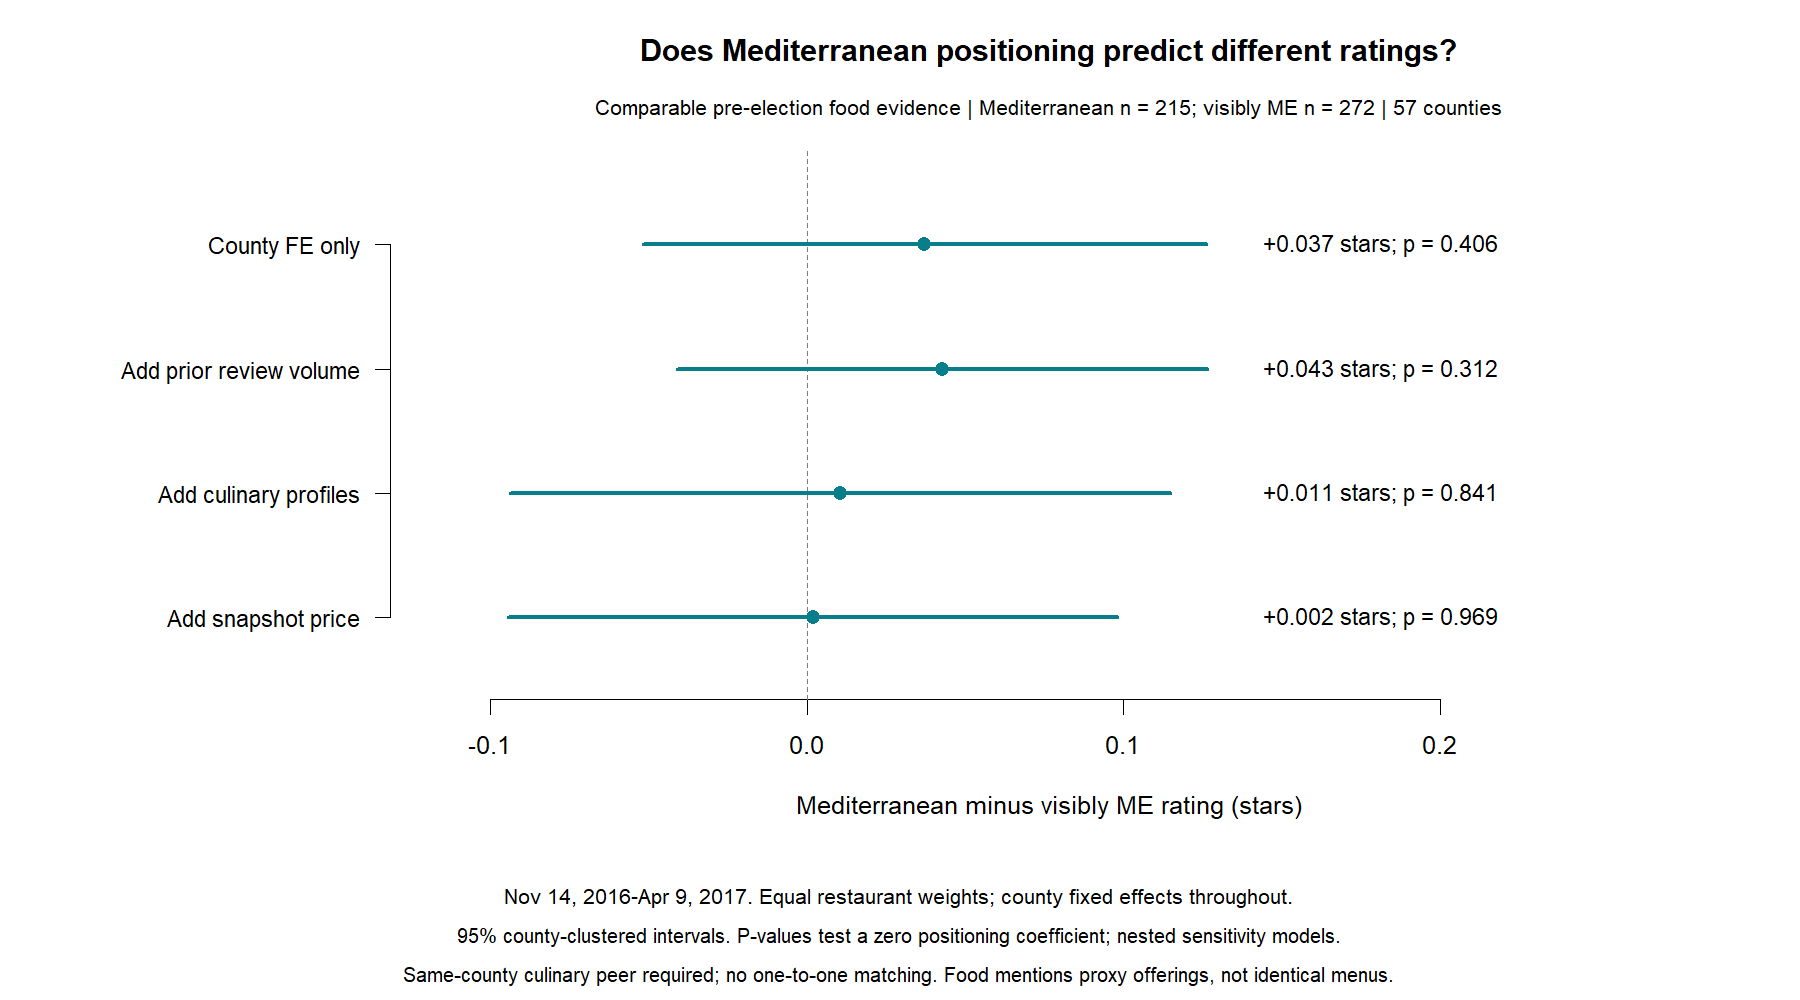 Does Mediterranean positioning predict different ratings?
Comparable pre-election food evidence | Mediterranean n = 215; visibly ME n = 272 | 57 counties
County FE only
+0.037 stars; p = 0.406
Add prior review volume
+0.043 stars; p = 0.312
Add culinary profiles
+0.011 stars; p = 0.841
Add snapshot price
+0.002 stars; p = 0.969
-0.1 0.0 0.1 0.2
Mediterranean minus visibly ME rating (stars)
Nov 14, 2016-Apr 9, 2017. Equal restaurant weights; county fixed effects throughout.
95% county-clustered intervals. P-values test a zero positioning coefficient; nested sensitivity models.
Same-county culinary peer required; no one-to-one matching. Food mentions proxy offerings, not identical menus.